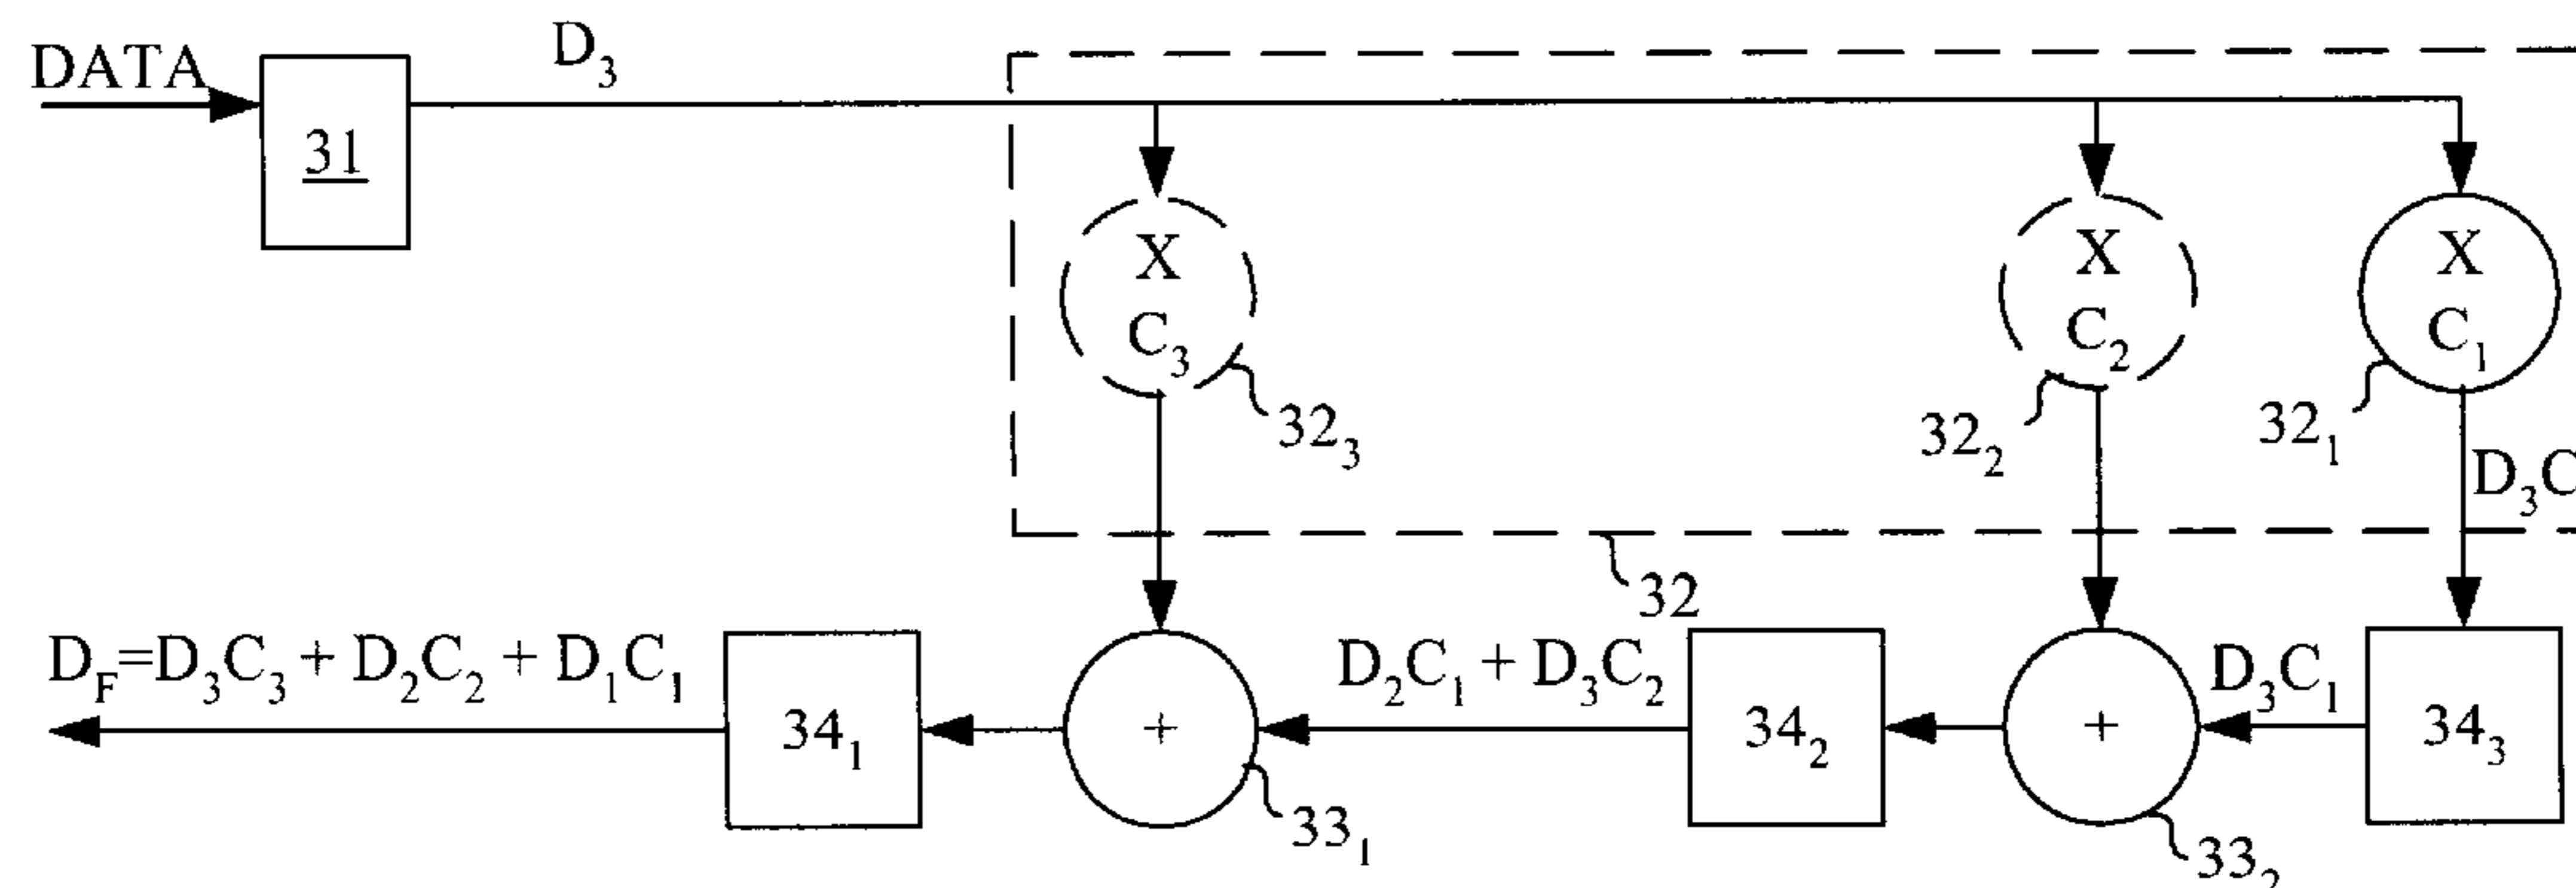 DATA
D₃
31
X
C₃
32₃
X
C₂
32₂
X
C₁
32₁
D₃C
32
D_F=D₃C₃ + D₂C₂ + D₁C₁
34₁
+
33₁
D₂C₁ + D₃C₂
34₂
+
33₂
D₃C₁
34₃